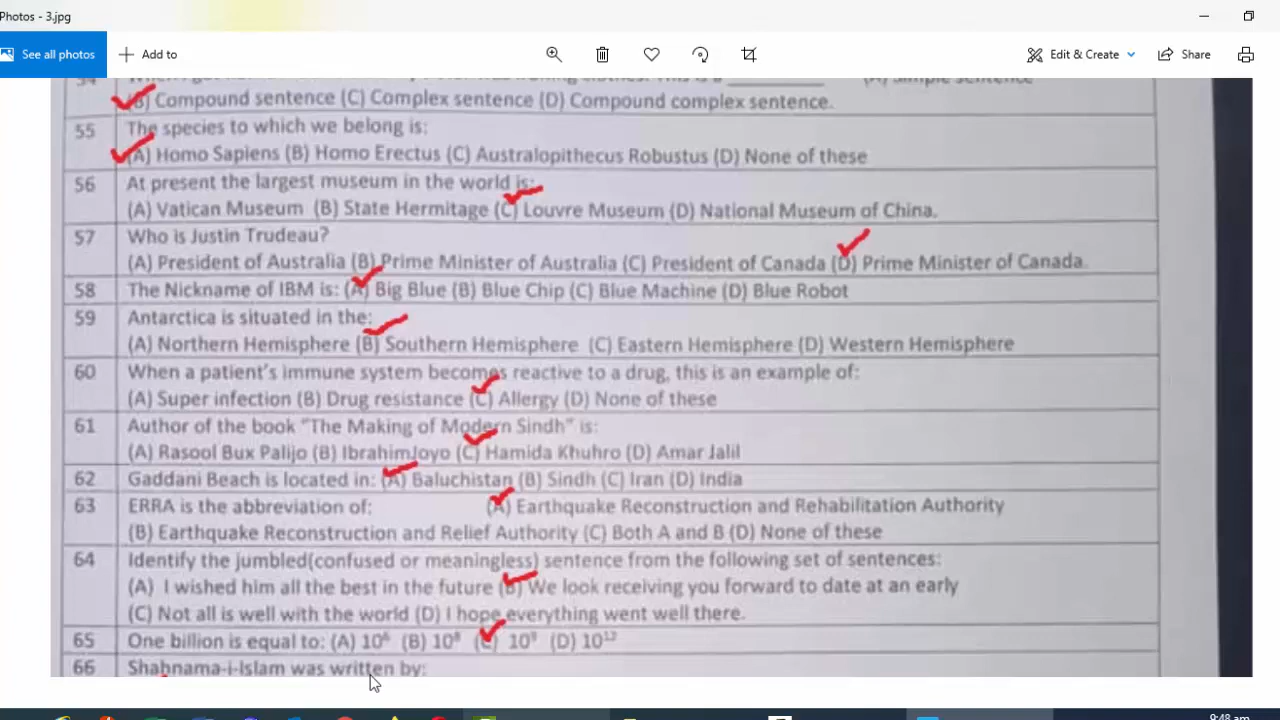 Photos - 3.jpg
See all photos
Add to
Edit & Create
Share
(B) Compound sentence (C) Complex sentence (D) Compound complex sentence.
55 The species to which we belong is:
(A) Homo Sapiens (B) Homo Erectus (C) Australopithecus Robustus (D) None of these
56 At present the largest museum in the world is:
(A) Vatican Museum (B) State Hermitage (C) Louvre Museum (D) National Museum of China.
57 Who is Justin Trudeau?
(A) President of Australia (B) Prime Minister of Australia (C) President of Canada (D) Prime Minister of Canada.
58 The Nickname of IBM is: (A) Big Blue (B) Blue Chip (C) Blue Machine (D) Blue Robot
59 Antarctica is situated in the:
(A) Northern Hemisphere (B) Southern Hemisphere (C) Eastern Hemisphere (D) Western Hemisphere
60 When a patient's immune system becomes reactive to a drug, this is an example of:
(A) Super infection (B) Drug resistance (C) Allergy (D) None of these
61 Author of the book "The Making of Modern Sindh" is:
(A) Rasool Bux Palijo (B) IbrahimJoyo (C) Hamida Khuhro (D) Amar Jalil
62 Gaddani Beach is located in: (A) Baluchistan (B) Sindh (C) Iran (D) India
63 ERRA is the abbreviation of: (A) Earthquake Reconstruction and Rehabilitation Authority
(B) Earthquake Reconstruction and Relief Authority (C) Both A and B (D) None of these
64 Identify the jumbled(confused or meaningless) sentence from the following set of sentences:
(A) I wished him all the best in the future (B) We look receiving you forward to date at an early
(C) Not all is well with the world (D) I hope everything went well there.
65 One billion is equal to: (A) 10⁶ (B) 10⁸ (C) 10⁹ (D) 10¹²
66 Shahnama-i-Islam was written by: